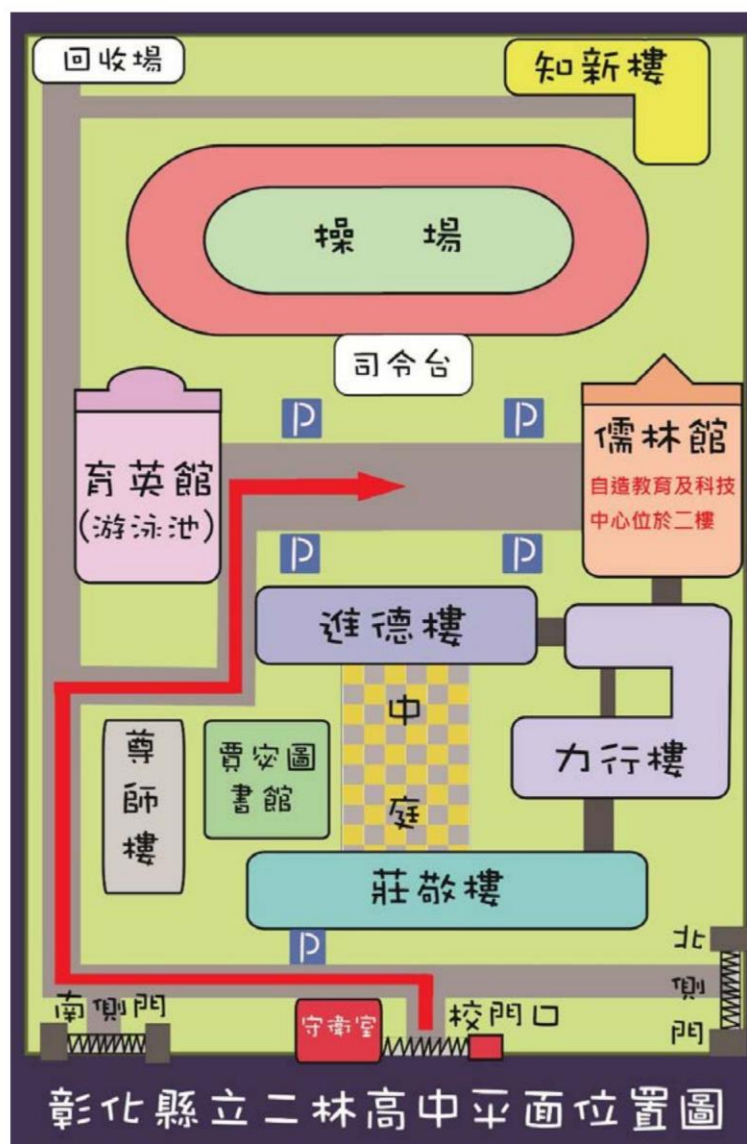 回收場
知新樓
操場
司令台
P
P
儒林館
自造教育及科技
中心位於二樓
育英館
(游泳池)
P
P
進德樓
中
庭
力行樓
尊
師
樓
賈宓圖
書館
莊敬樓
P
北
側
門
南側門
守衛室
校門口
彰化縣立二林高中平面位置圖